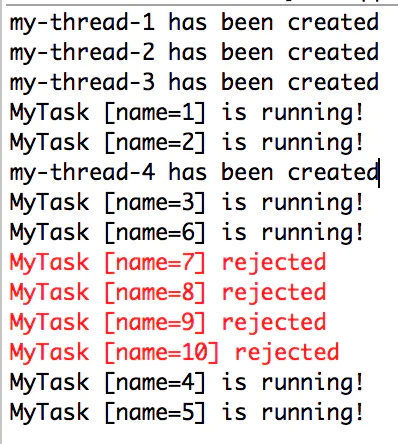 my-thread-1 has been created
my-thread-2 has been created
my-thread-3 has been created
MyTask [name=1] is running!
MyTask [name=2] is running!
my-thread-4 has been created
MyTask [name=3] is running!
MyTask [name=6] is running!
MyTask [name=7] rejected
MyTask [name=8] rejected
MyTask [name=9] rejected
MyTask [name=10] rejected
MyTask [name=4] is running!
MyTask [name=5] is running!